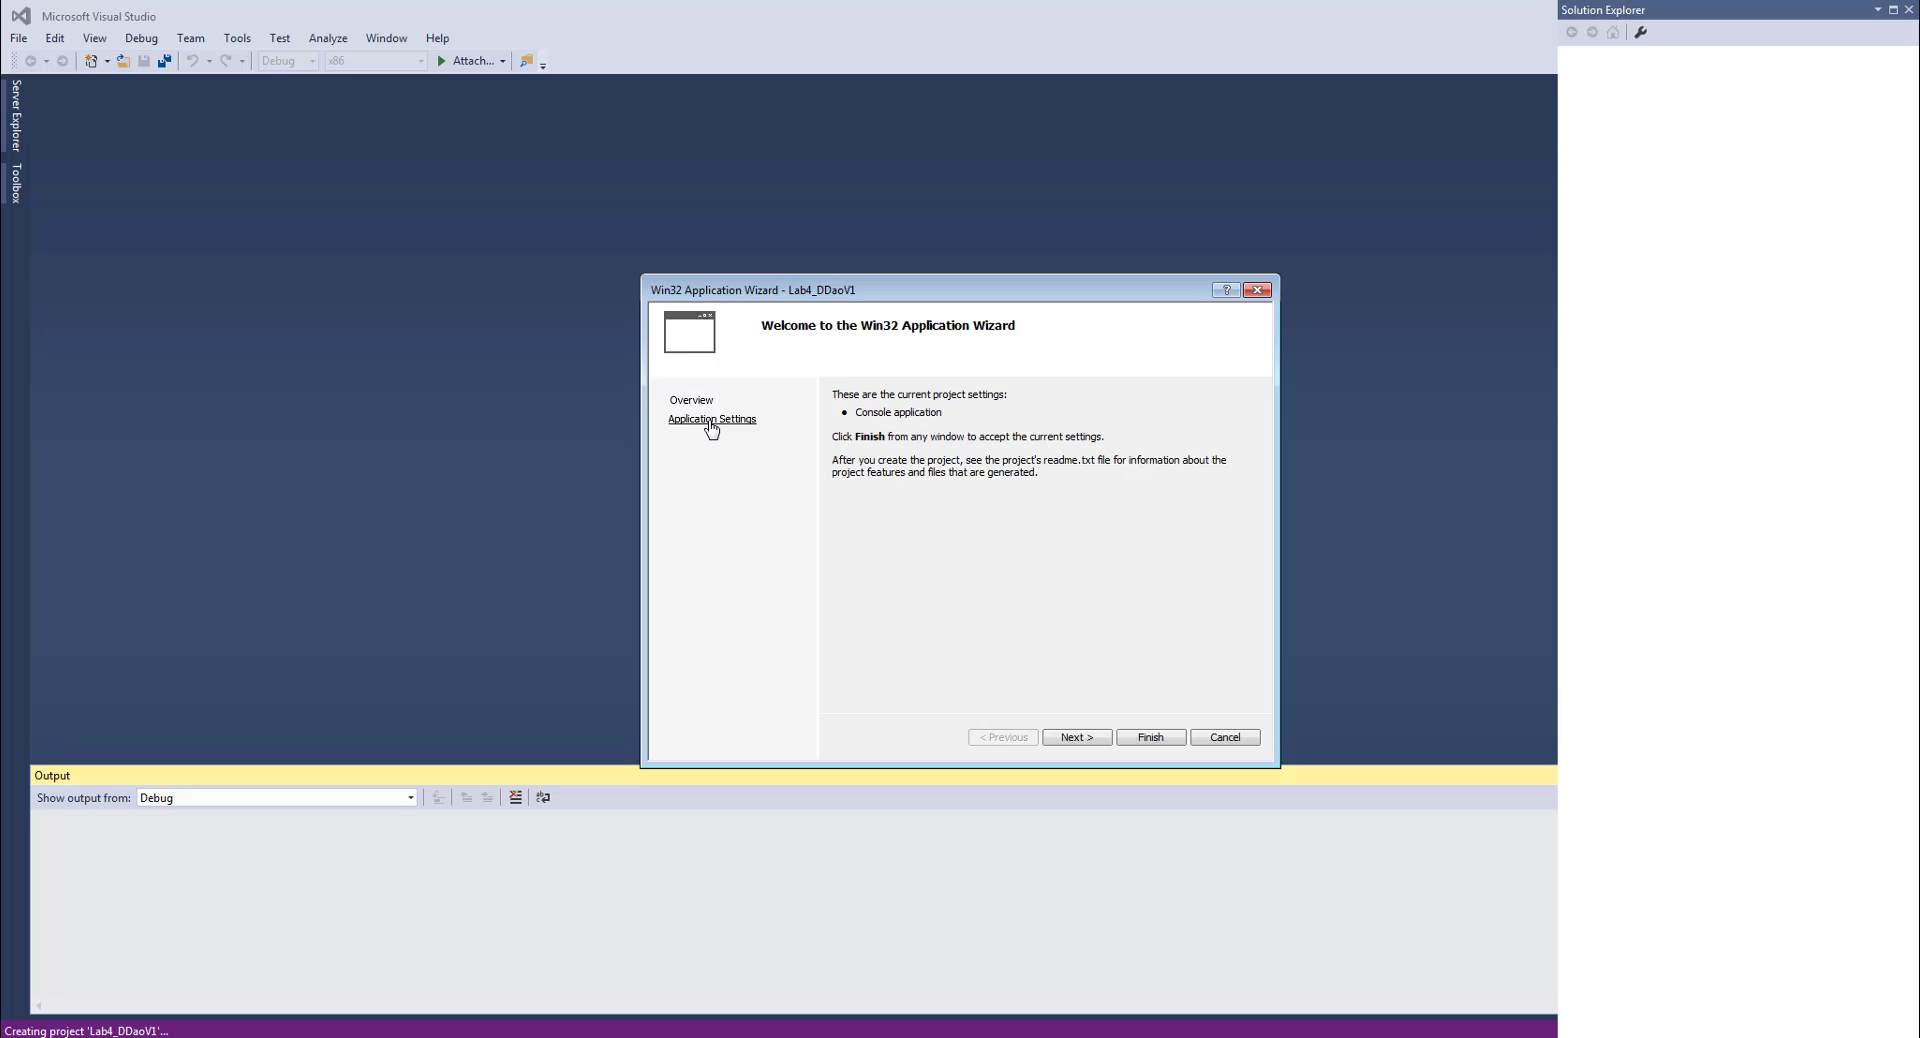 Microsoft Visual Studio
File Edit View Debug Team Tools Test Analyze Window Help
Debug x86 Attach...
Solution Explorer
Server Explorer
Toolbox
Win32 Application Wizard - Lab4_DDaoV1
Welcome to the Win32 Application Wizard
Overview
Application Settings
These are the current project settings:
• Console application
Click Finish from any window to accept the current settings.
After you create the project, see the project's readme.txt file for information about the
project features and files that are generated.
< Previous Next > Finish Cancel
Output
Show output from: Debug
Creating project 'Lab4_DDaoV1'...